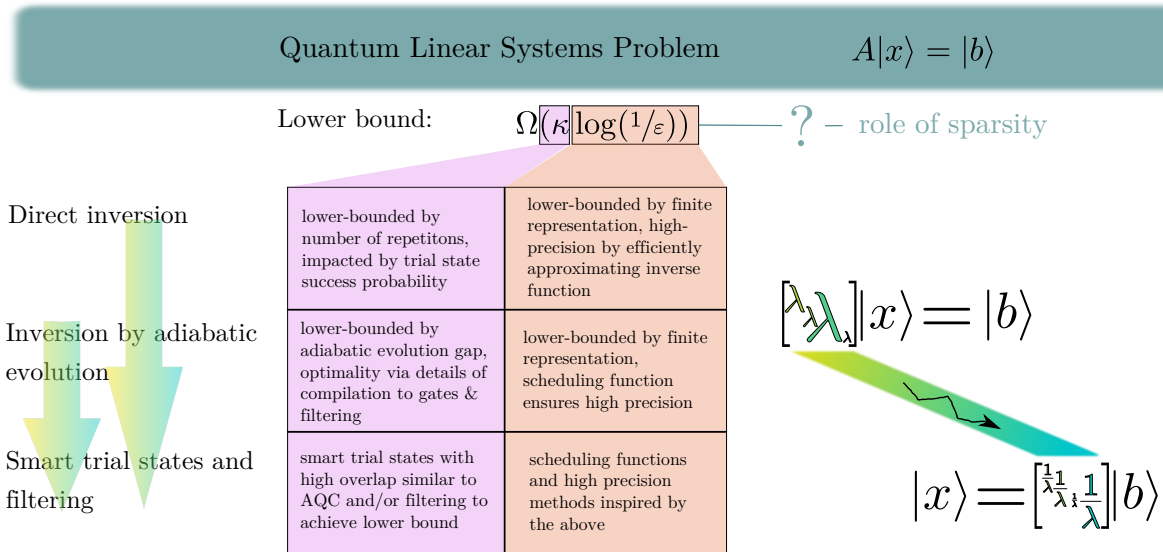 Quantum Linear Systems Problem
A|x⟩ = |b⟩
Lower bound:
Ω(κ log(1/ε))
? – role of sparsity
Direct inversion
lower-bounded by
number of repetitons,
impacted by trial state
success probability
lower-bounded by finite
representation, high-
precision by efficiently
approximating inverse
function
Inversion by adiabatic
evolution
lower-bounded by
adiabatic evolution gap,
optimality via details of
compilation to gates &
filtering
lower-bounded by finite
representation,
scheduling function
ensures high precision
Smart trial states and
filtering
smart trial states with
high overlap similar to
AQC and/or filtering to
achieve lower bound
scheduling functions
and high precision
methods inspired by
the above
[λ λ λ λ]|x⟩ = |b⟩
|x⟩ = [1/λ 1/λ 1/λ 1/λ]|b⟩